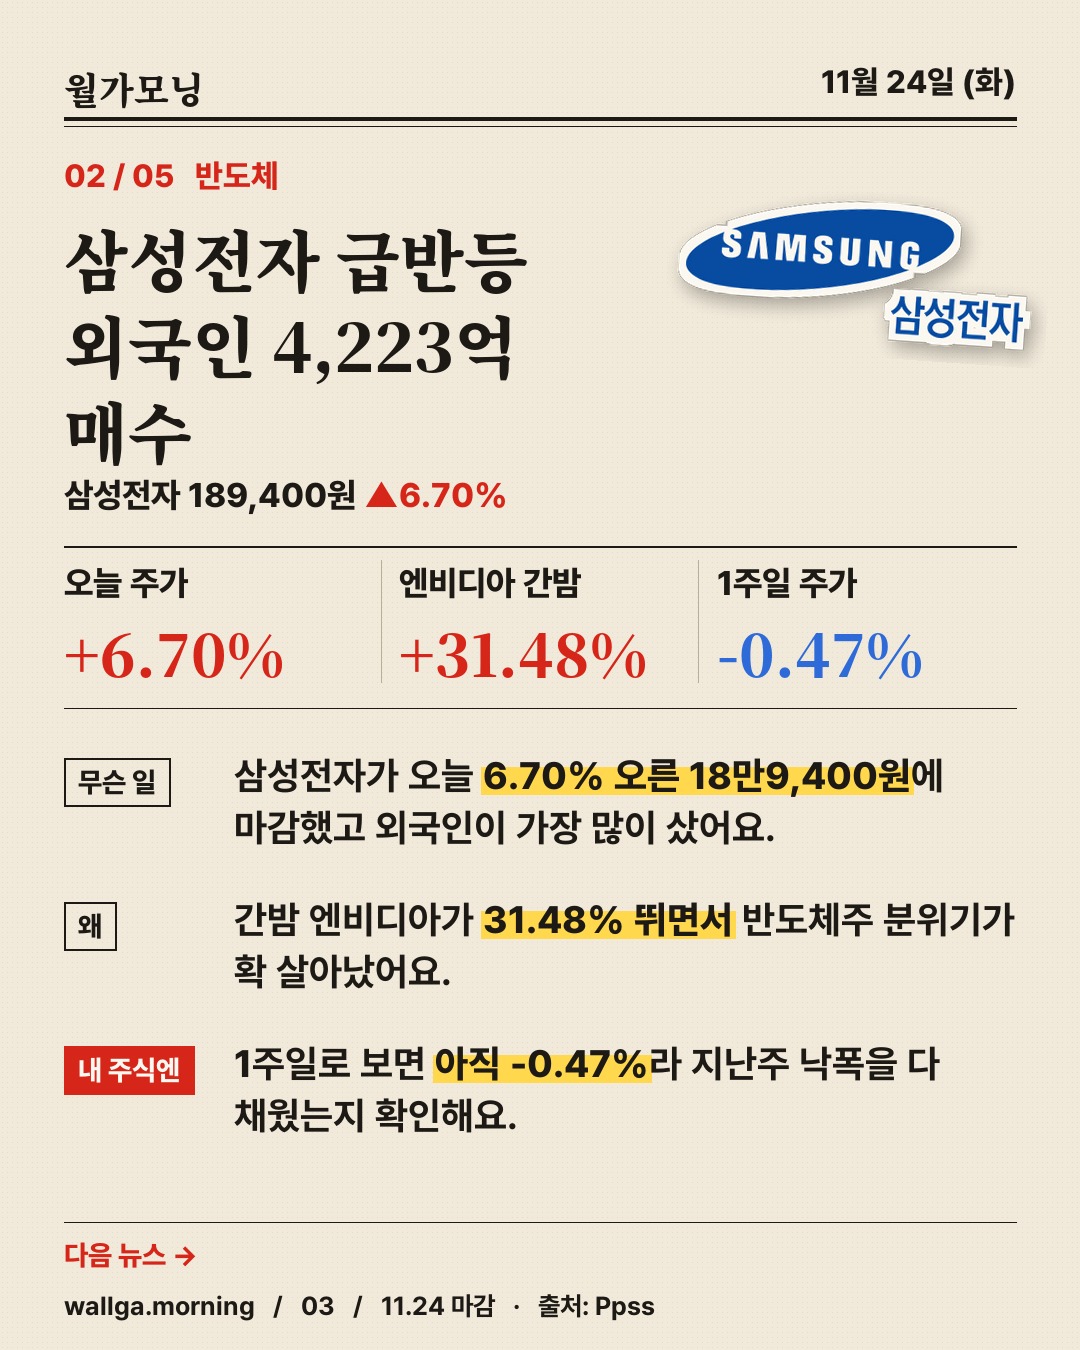 월가모닝
11월 24일 (화)
02 / 05 반도체
삼성전자 급반등
외국인 4,223억
매수
SAMSUNG
삼성전자
삼성전자 189,400원 ▲6.70%
오늘 주가
+6.70%
엔비디아 간밤
+31.48%
1주일 주가
-0.47%
무슨 일
삼성전자가 오늘 6.70% 오른 18만9,400원에
마감했고 외국인이 가장 많이 샀어요.
왜
간밤 엔비디아가 31.48% 뛰면서 반도체주 분위기가
확 살아났어요.
내 주식엔
1주일로 보면 아직 -0.47%라 지난주 낙폭을 다
채웠는지 확인해요.
다음 뉴스 →
wallga.morning / 03 / 11.24 마감 · 출처: Ppss